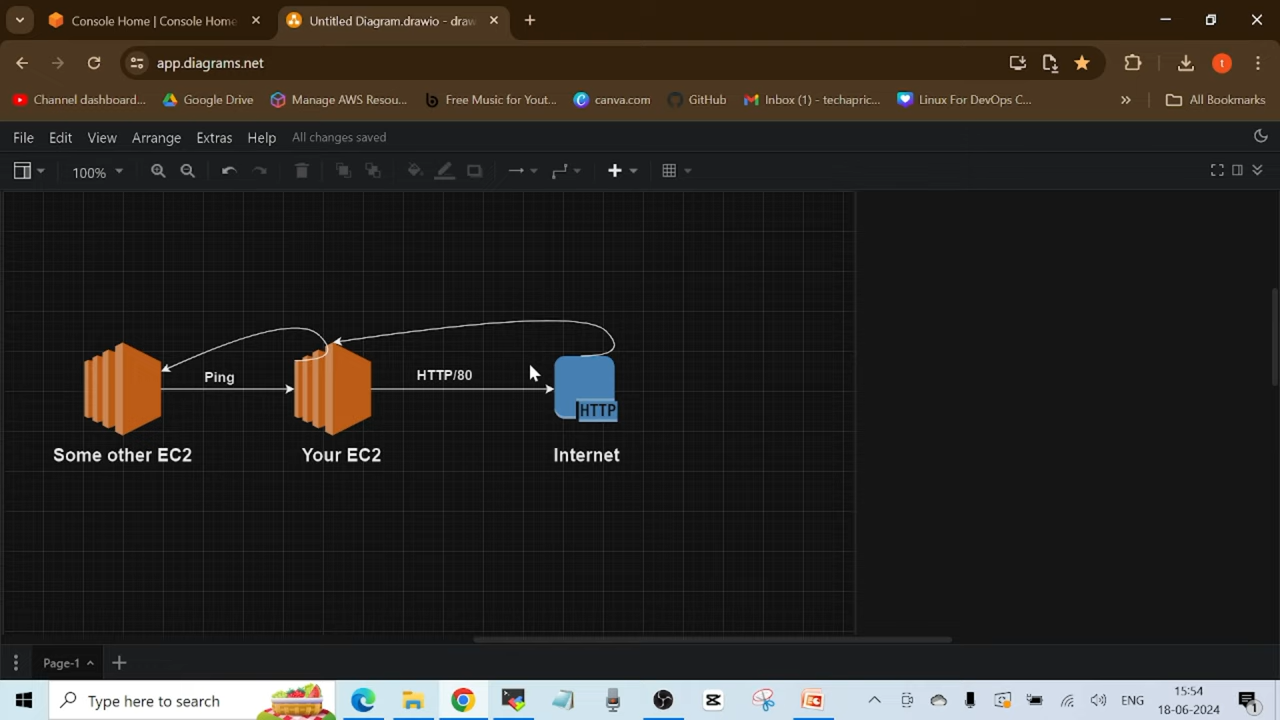 Console Home | Console Home
Untitled Diagram.drawio - draw
app.diagrams.net
t
Channel dashboard...
Google Drive
Manage AWS Resou...
Free Music for Yout...
canva.com
GitHub
Inbox (1) - techapric...
Linux For DevOps C...
All Bookmarks
File Edit View Arrange Extras Help All changes saved
100%
Ping
HTTP/80
HTTP
Some other EC2
Your EC2
Internet
Page-1
Type here to search
ENG
15:54
18-06-2024
1